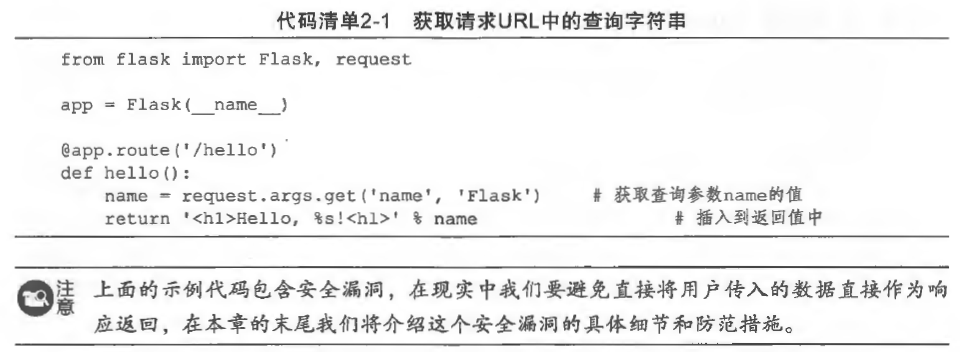 代码清单2-1 获取请求URL中的查询字符串
from flask import Flask, request
app = Flask(__name__)
@app.route('/hello')
def hello():
    name = request.args.get('name', 'Flask')    # 获取查询参数name的值
    return '<h1>Hello, %s!<h1>' % name    # 插入到返回值中
注意 上面的示例代码包含安全漏洞，在现实中我们要避免直接将用户传入的数据直接作为响
应返回，在本章的末尾我们将介绍这个安全漏洞的具体细节和防范措施。